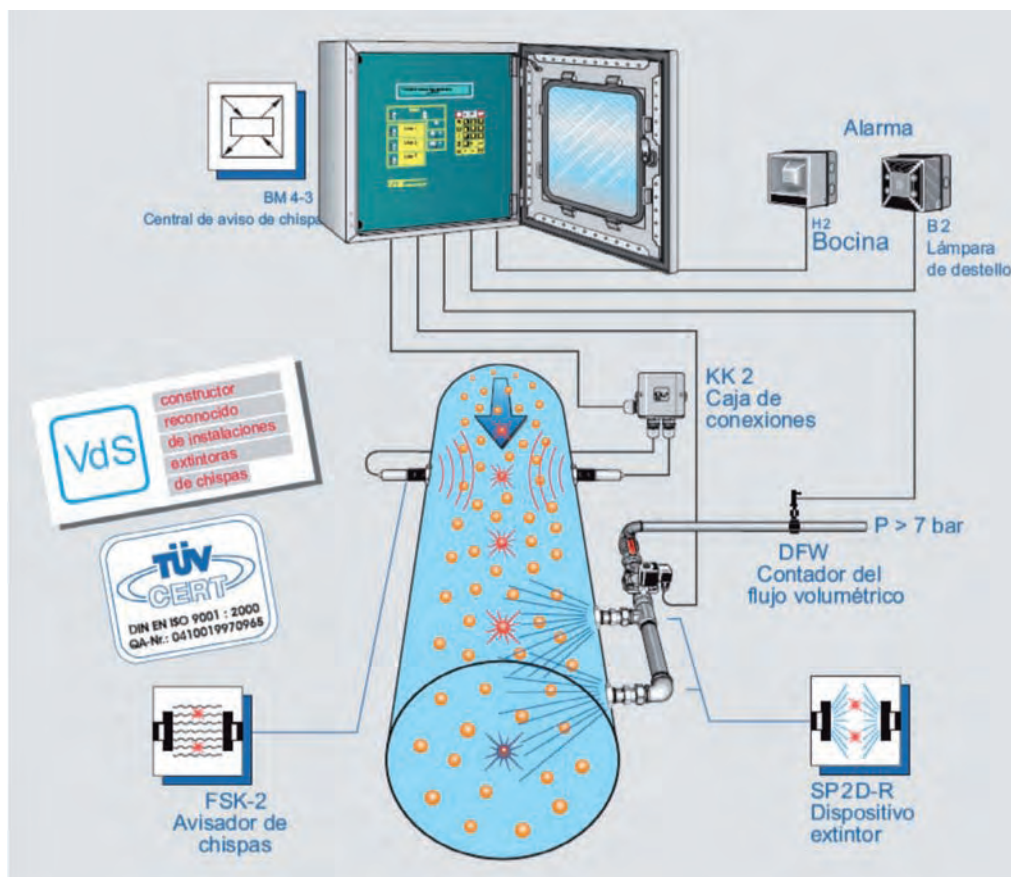 BM 4-3
Central de aviso de chispa
Alarma
H2
Bocina
B 2
Lámpara
de destello
KK 2
Caja de
conexiones
VdS
constructor
reconocido
de instalaciones
extintoras
de chispas
P > 7 bar
DFW
Contador del
flujo volumétrico
TÜV
CERT
DIN EN ISO 9001 : 2000
QA-Nr.: 0410019970965
FSK-2
Avisador de
chispas
SP2D-R
Dispositivo
extintor